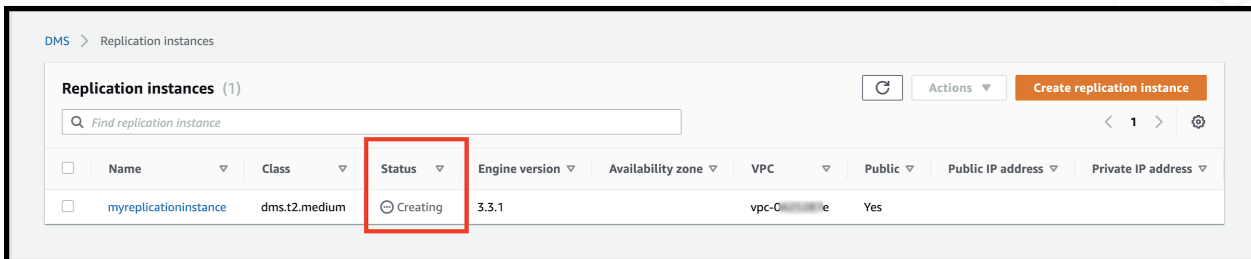 DMS > Replication instances
Replication instances (1)
Actions
Create replication instance
Find replication instance
< 1 >
Name Class Status Engine version Availability zone VPC Public Public IP address Private IP address
myreplicationinstance dms.t2.medium Creating 3.3.1 Yes